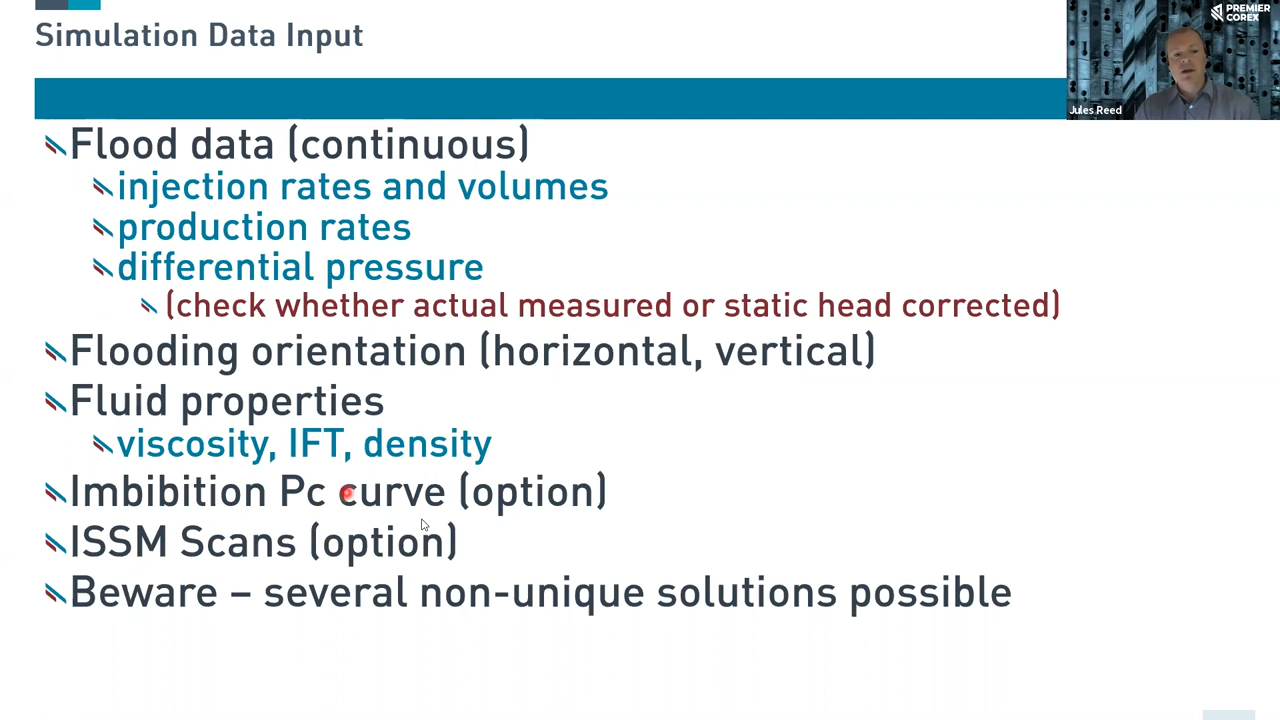 Simulation Data Input
PREMIER
COREX
Jules Reed
Flood data (continuous)
injection rates and volumes
production rates
differential pressure
(check whether actual measured or static head corrected)
Flooding orientation (horizontal, vertical)
Fluid properties
viscosity, IFT, density
Imbibition Pc curve (option)
ISSM Scans (option)
Beware – several non-unique solutions possible